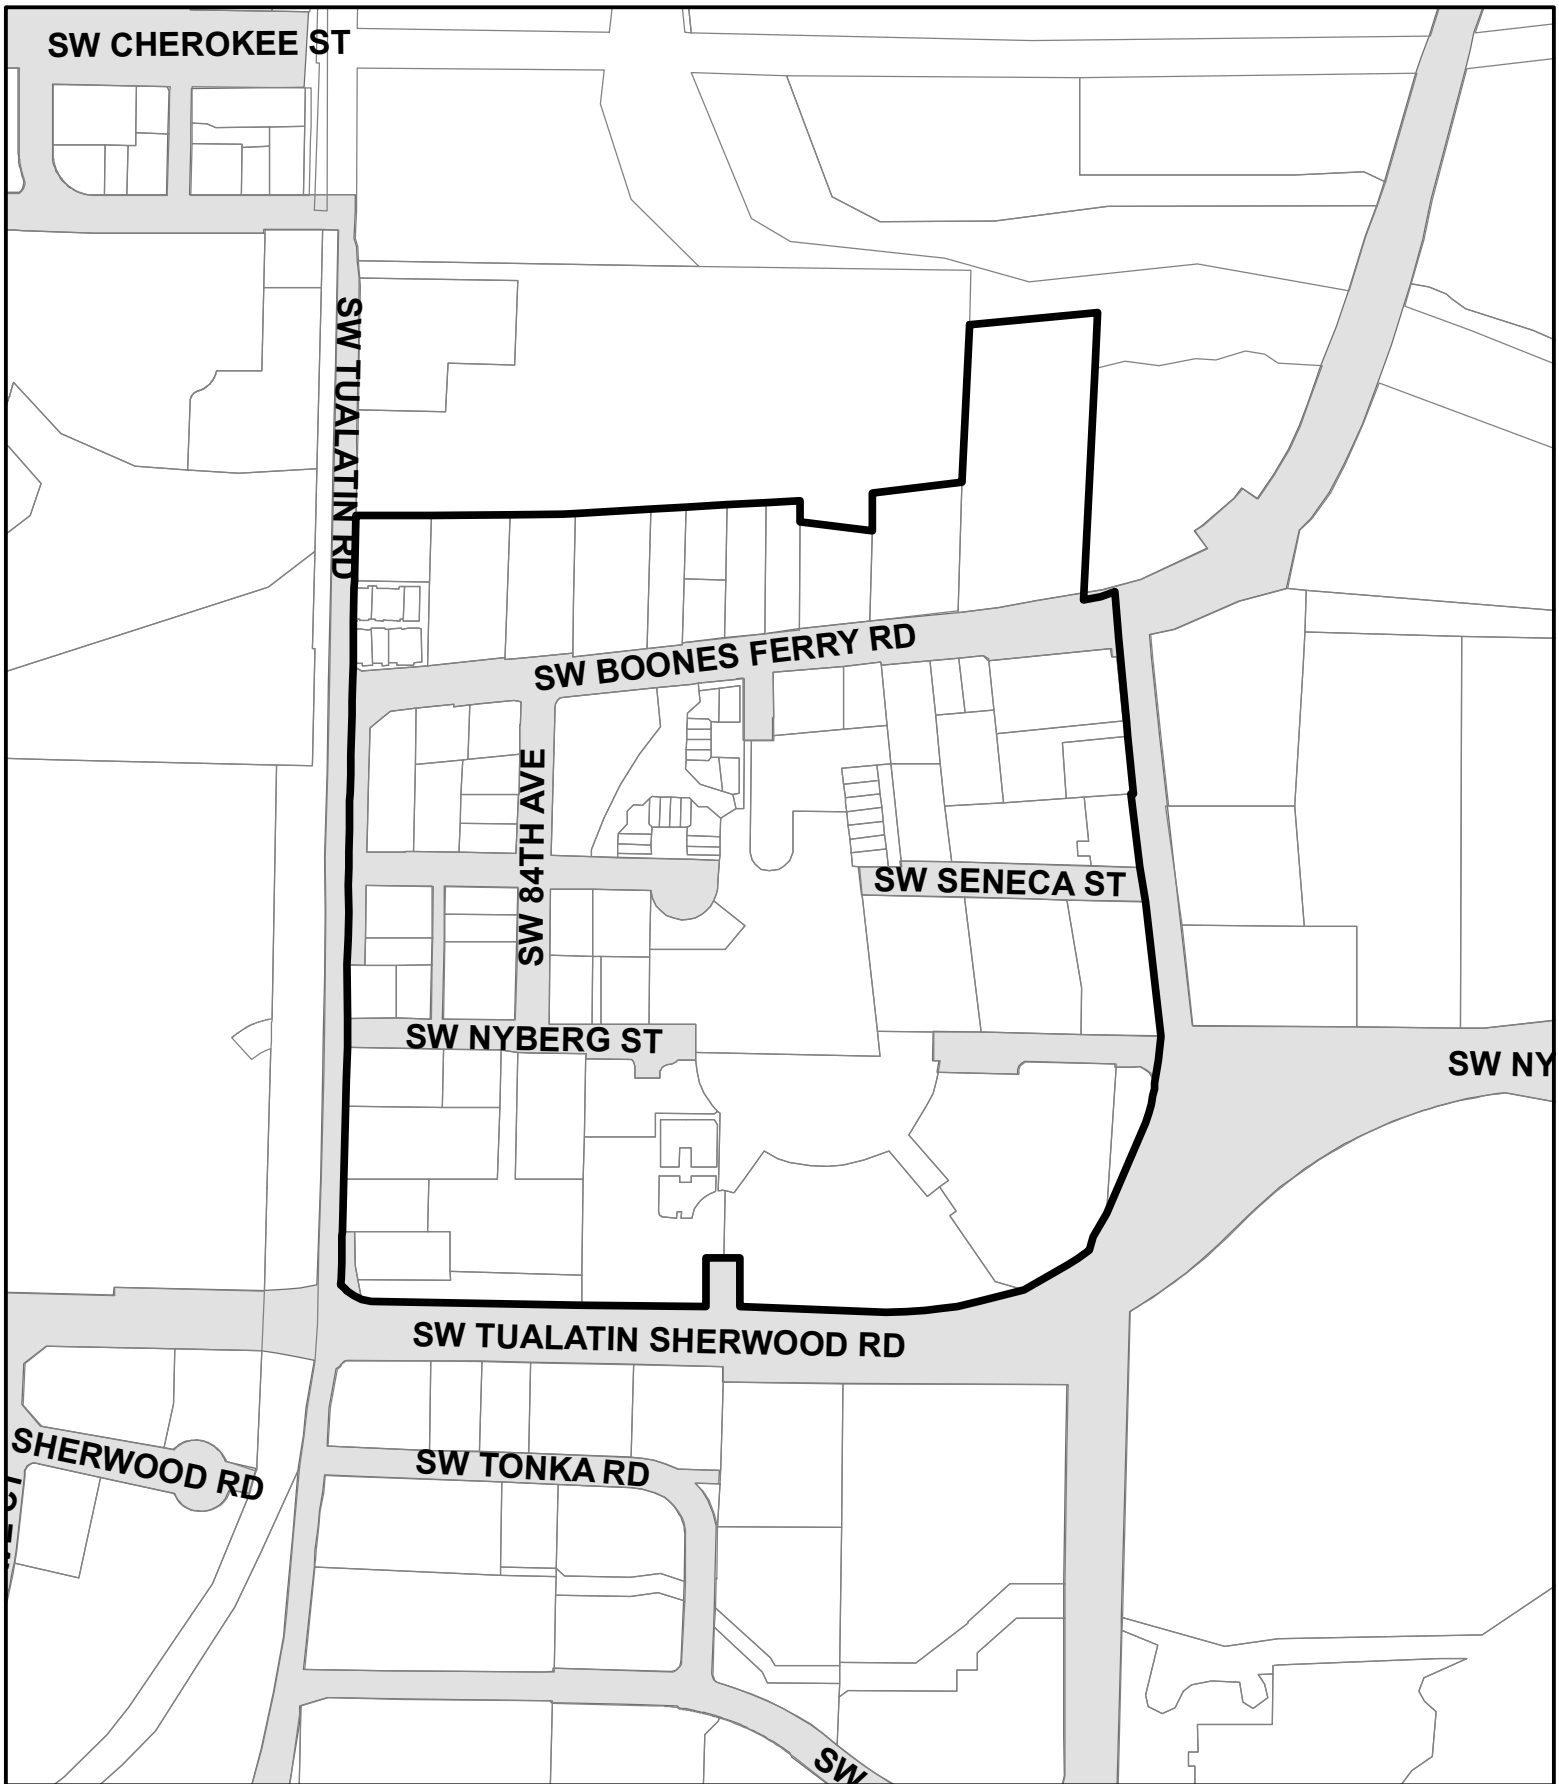 SW CHEROKEE ST
SW TUALATIN RD
SW BOONES FERRY RD
SW 84TH AVE
SW SENECA ST
SW NYBERG ST
SW NY
SW TUALATIN SHERWOOD RD
SHERWOOD RD
SW TONKA RD
SW